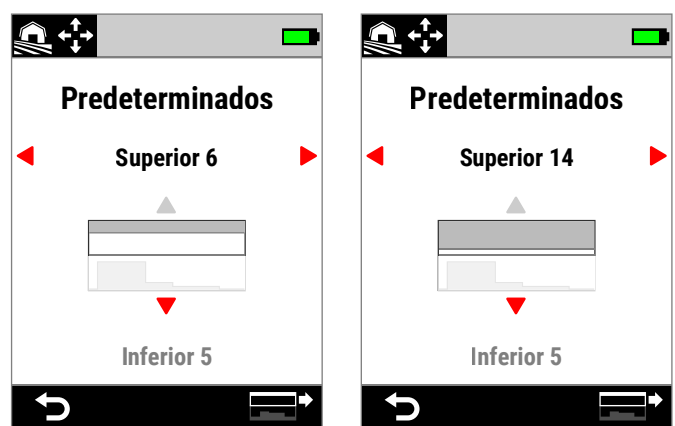 Predeterminados
Superior 6
Inferior 5
Predeterminados
Superior 14
Inferior 5